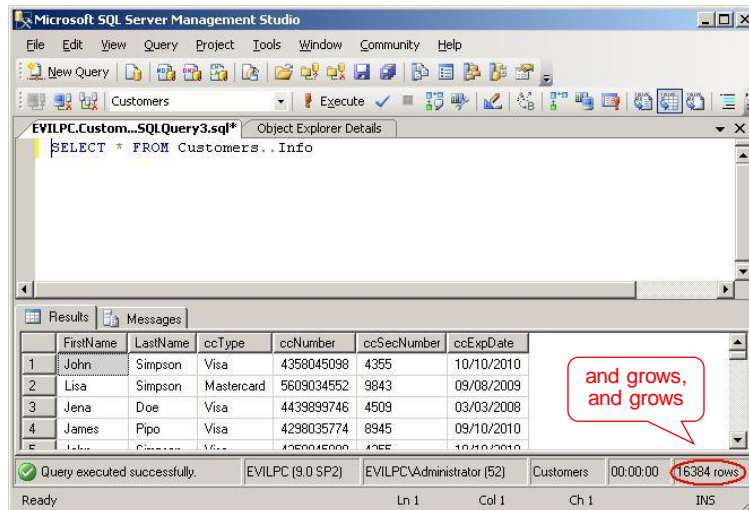 Microsoft SQL Server Management Studio
File Edit View Query Project Tools Window Community Help
New Query
Customers Execute
EVILPC.Custom...SQLQuery3.sql* Object Explorer Details
SELECT * FROM Customers..Info
Results Messages
FirstName LastName ccType ccNumber ccSecNumber ccExpDate
1 John Simpson Visa 4358045098 4355 10/10/2010
2 Lisa Simpson Mastercard 5609034552 9843 09/08/2009
3 Jena Doe Visa 4439899746 4509 03/03/2008
4 James Pipo Visa 4298035774 8945 09/10/2010
and grows,
and grows
Query executed successfully. EVILPC (9.0 SP2) EVILPC\Administrator (52) Customers 00:00:00 16384 rows
Ready Ln 1 Col 1 Ch 1 INS